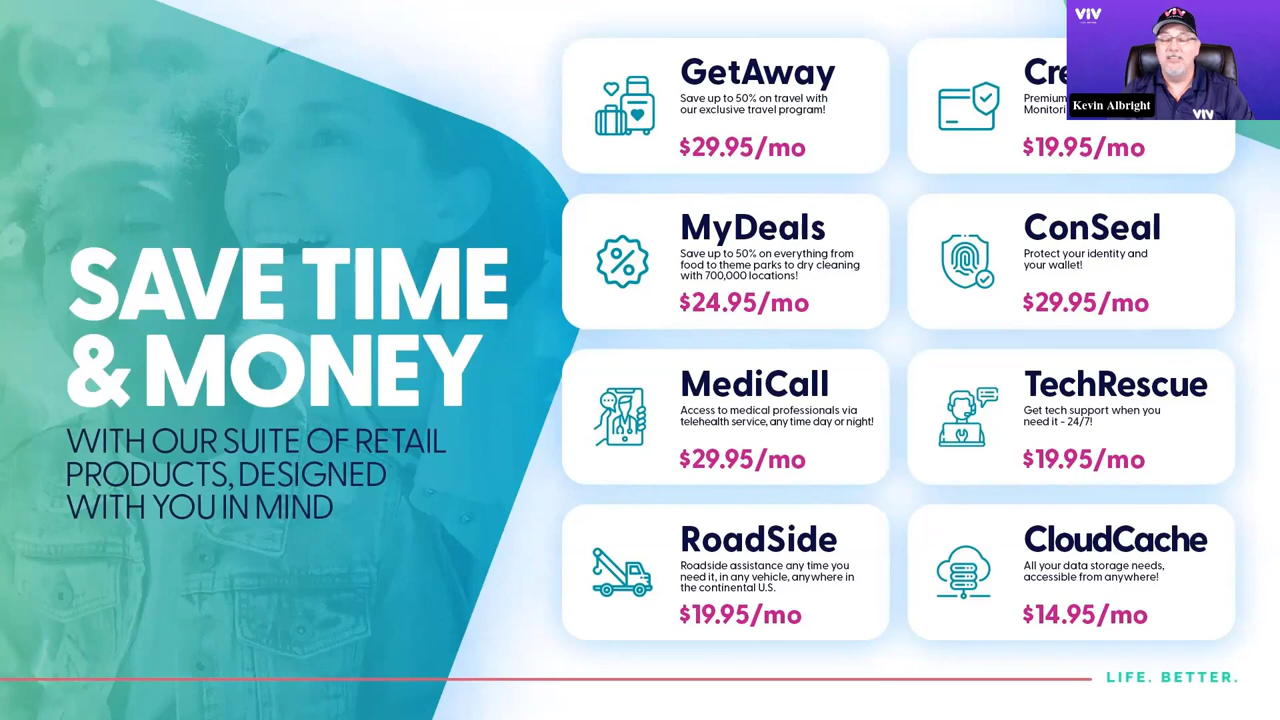 SAVE TIME
& MONEY
WITH OUR SUITE OF RETAIL
PRODUCTS, DESIGNED
WITH YOU IN MIND
GetAway
Save up to 50% on travel with
our exclusive travel program!
$29.95/mo
Premium
$19.95/mo
MyDeals
Save up to 50% on everything from
food to theme parks to dry cleaning
with 700,000 locations!
$24.95/mo
ConSeal
Protect your identity and
your wallet!
$29.95/mo
MediCall
Access to medical professionals via
telehealth service, any time day or night!
$29.95/mo
TechRescue
Get tech support when you
need it - 24/7!
$19.95/mo
RoadSide
Roadside assistance any time you
need it, in any vehicle, anywhere in
the continental U.S.
$19.95/mo
CloudCache
All your data storage needs,
accessible from anywhere!
$14.95/mo
LIFE. BETTER.
VIV
VIV
Kevin Albright
VIV